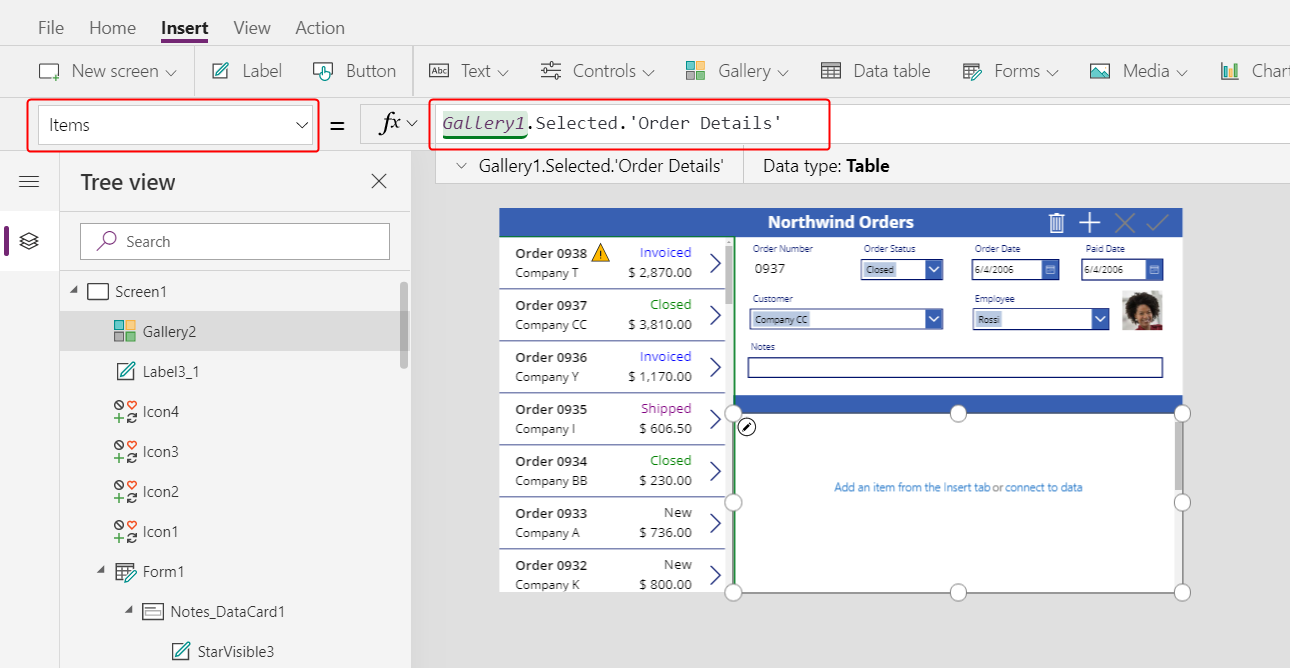 File Home Insert View Action
New screen Label Button Abc Text Controls Gallery Data table Forms Media Chart
Items = fx Gallery1.Selected.'Order Details'
Gallery1.Selected.'Order Details' Data type: Table
Tree view
Search
Screen1
Gallery2
Label3_1
Icon4
Icon3
Icon2
Icon1
Form1
Notes_DataCard1
StarVisible3
Northwind Orders
Order 0938 Invoiced
Company T $ 2,870.00
Order 0937 Closed
Company CC $ 3,810.00
Order 0936 Invoiced
Company Y $ 1,170.00
Order 0935 Shipped
Company I $ 606.50
Order 0934 Closed
Company BB $ 230.00
Order 0933 New
Company A $ 736.00
Order 0932 New
Company K $ 800.00
Order Number Order Status Order Date Paid Date
0937 Closed 6/4/2006 6/4/2006
Customer Employee
Company CC Rossi
Notes
Add an item from the Insert tab or connect to data